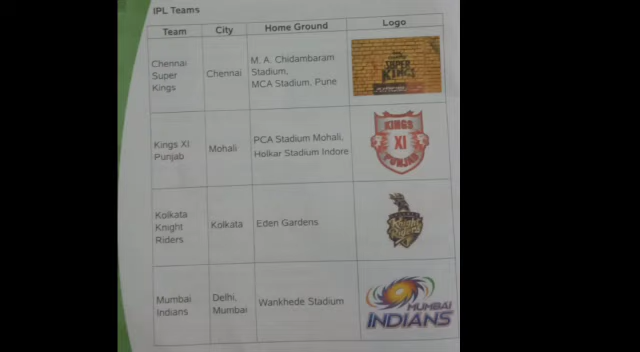 IPL Teams
Team City Home Ground Logo
Chennai
Super
Kings
Chennai
M. A. Chidambaram
Stadium,
MCA Stadium, Pune
SUPER
KINGS
Kings XI
Punjab
Mohali
PCA Stadium Mohali,
Holkar Stadium Indore
KINGS
XI
PUNJAB
Kolkata
Knight
Riders
Kolkata
Eden Gardens
Knight
Riders
Mumbai
Indians
Delhi,
Mumbai
Wankhede Stadium
MUMBAI
INDIANS